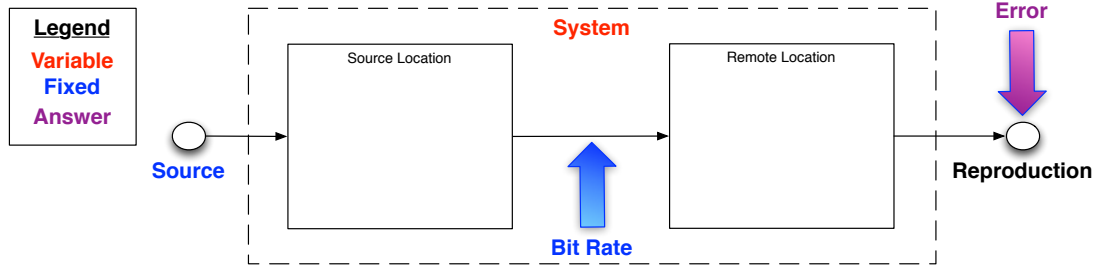 Legend
Variable
Fixed
Answer
System
Error
Source Location
Remote Location
Source
Reproduction
Bit Rate